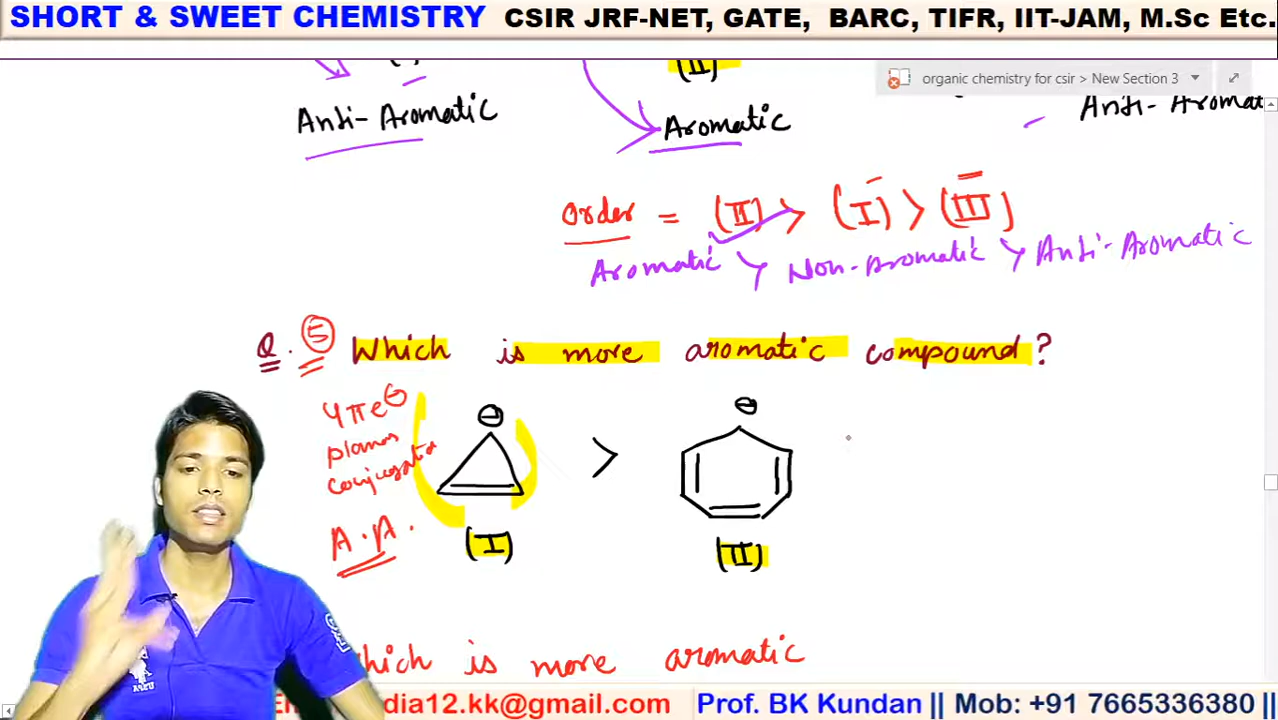 SHORT & SWEET CHEMISTRY CSIR JRF-NET, GATE, BARC, TIFR, IIT-JAM, M.Sc Etc.
(II)
organic chemistry for csir > New Section 3
Anti-Aromatic
Aromatic
Anti-Aromat
Order = (II) > (I) > (III)
Aromatic > Non-Aromatic > Anti-Aromatic
Q. 5 Which is more aromatic compound?
4πe⊖
planar
conjugate
A.A.
⊖
>
⊖
(I)
(II)
hich is more aromatic
dia12.kk@gmail.com Prof. BK Kundan || Mob: +91 7665336380 ||